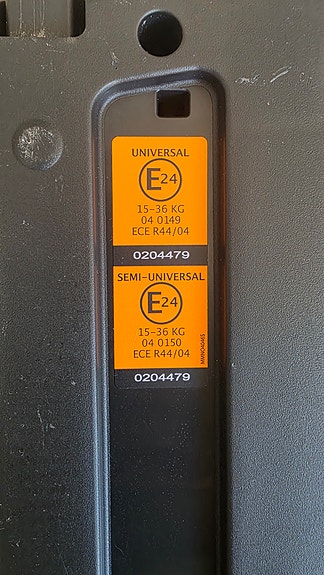 UNIVERSAL
E24
15-36 KG
04 0149
ECE R44/04
0204479
SEMI-UNIVERSAL
E24
15-36 KG
04 0150
ECE R44/04
0204479